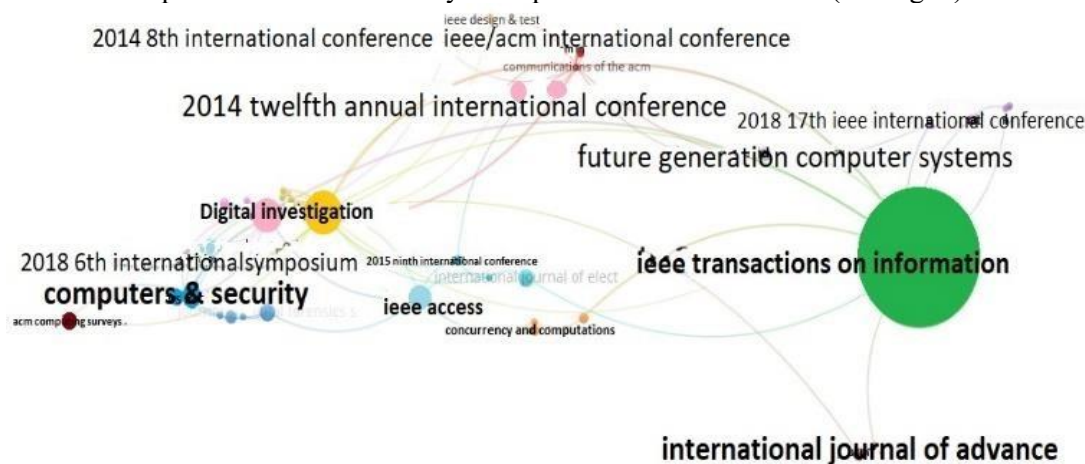 ieee design & test
2014 8th international conference ieee/acm international conference
communications of the acm
2014 twelfth annual international conference
2018 17th ieee international conference
future generation computer systems
Digital investigation
2018 6th internationalsymposium
2015 ninth international conference
ieee transactions on information
international journal of elect
computers & security
ieee access
acm computing surveys .
concurrency and computations
international journal of advance